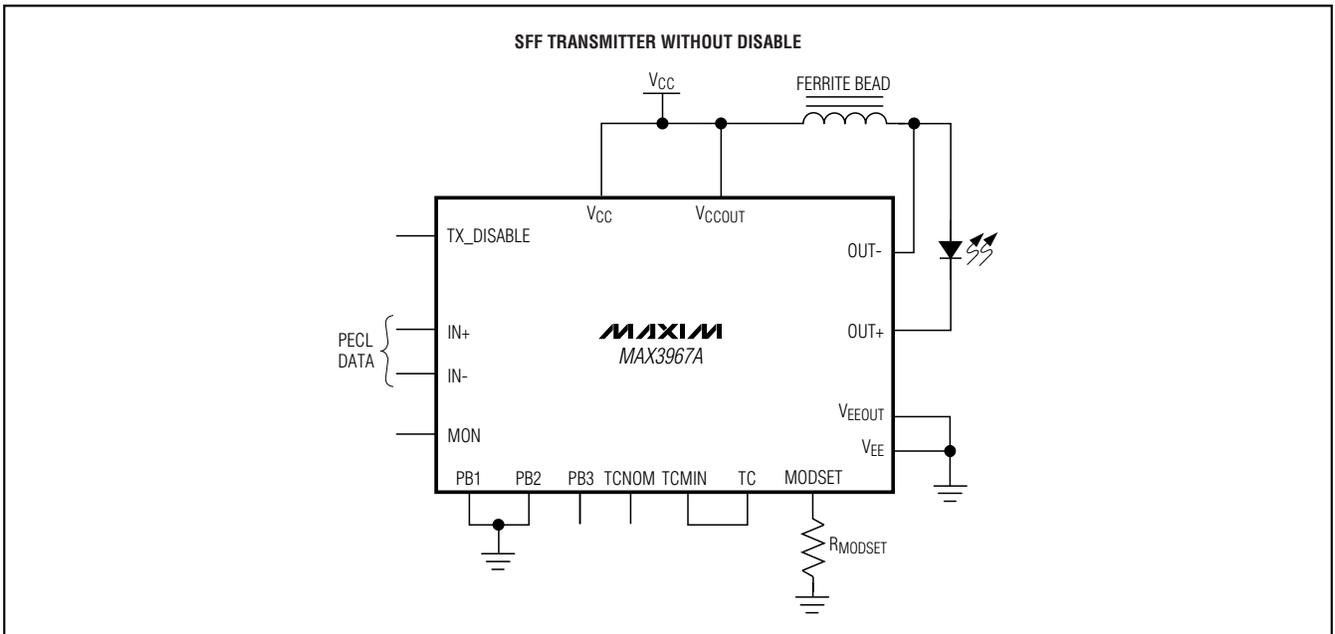 SFF TRANSMITTER WITHOUT DISABLE
VCC
FERRITE BEAD
VCC
VCCOUT
TX_DISABLE
OUT-
IN+
PECL
DATA
IN-
MAXIM
MAX3967A
OUT+
VEEOUT
MON
VEE
PB1 PB2 PB3 TCNOM TCMIN TC MODSET
RMODSET